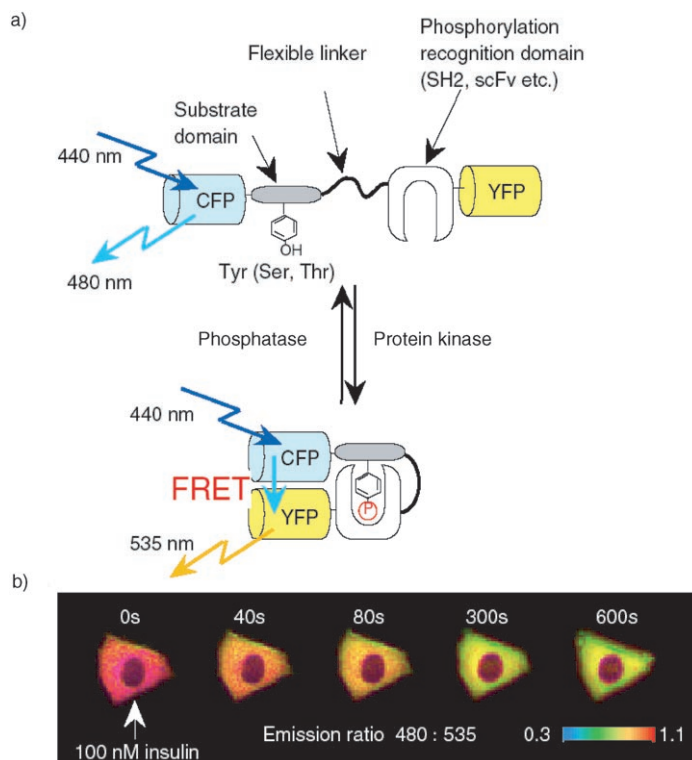 a)
Phosphorylation
recognition domain
(SH2, scFv etc.)
Flexible linker
Substrate
domain
440 nm
CFP
YFP
OH
480 nm
Tyr (Ser, Thr)
Phosphatase
Protein kinase
440 nm
CFP
FRET
YFP
P
535 nm
b)
0s 40s 80s 300s 600s
100 nM insulin
Emission ratio 480 : 535 0.3 1.1